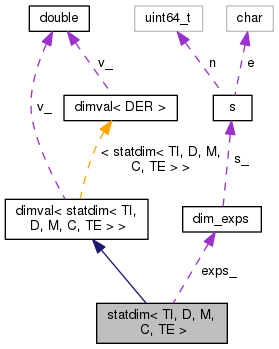 double
uint64_t
char
v_
n
e
v_
dimval< DER >
s
< statdim< TI, D, M,
C, TE > >
s_
dimval< statdim< TI,
D, M, C, TE > >
dim_exps
exps_
statdim< TI, D, M,
C, TE >